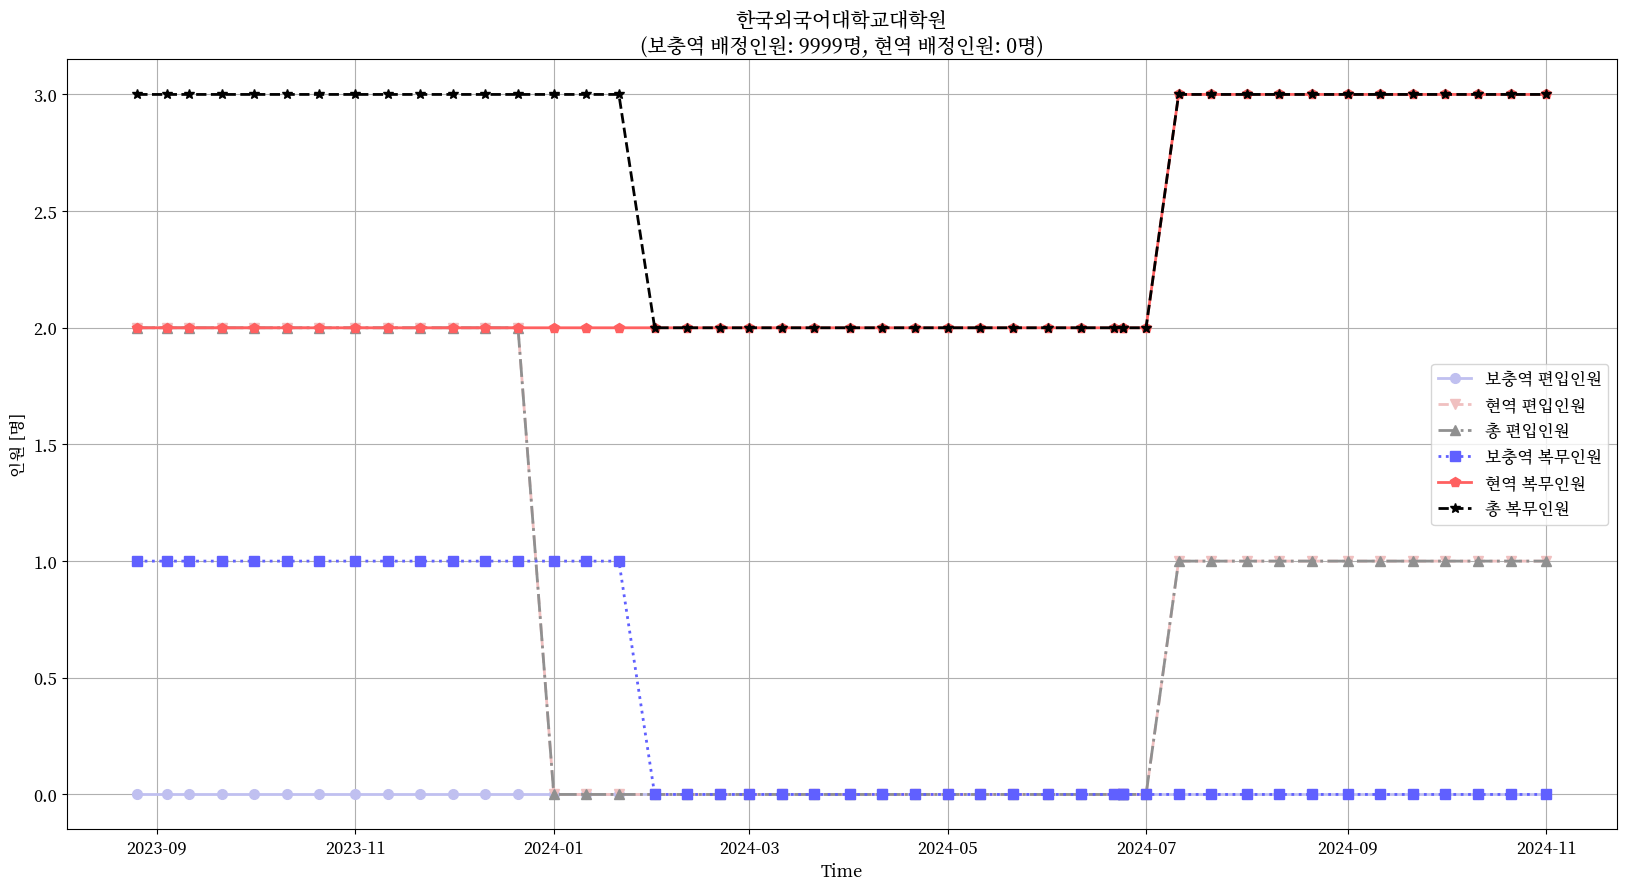 한국외국어대학교대학원
(보충역 배정인원: 9999명, 현역 배정인원: 0명)
3.0
2.5
2.0
1.5
1.0
0.5
0.0
인원 [명]
보충역 편입인원
현역 편입인원
총 편입인원
보충역 복무인원
현역 복무인원
총 복무인원
2023-09
2023-11
2024-01
2024-03
2024-05
2024-07
2024-09
2024-11
Time